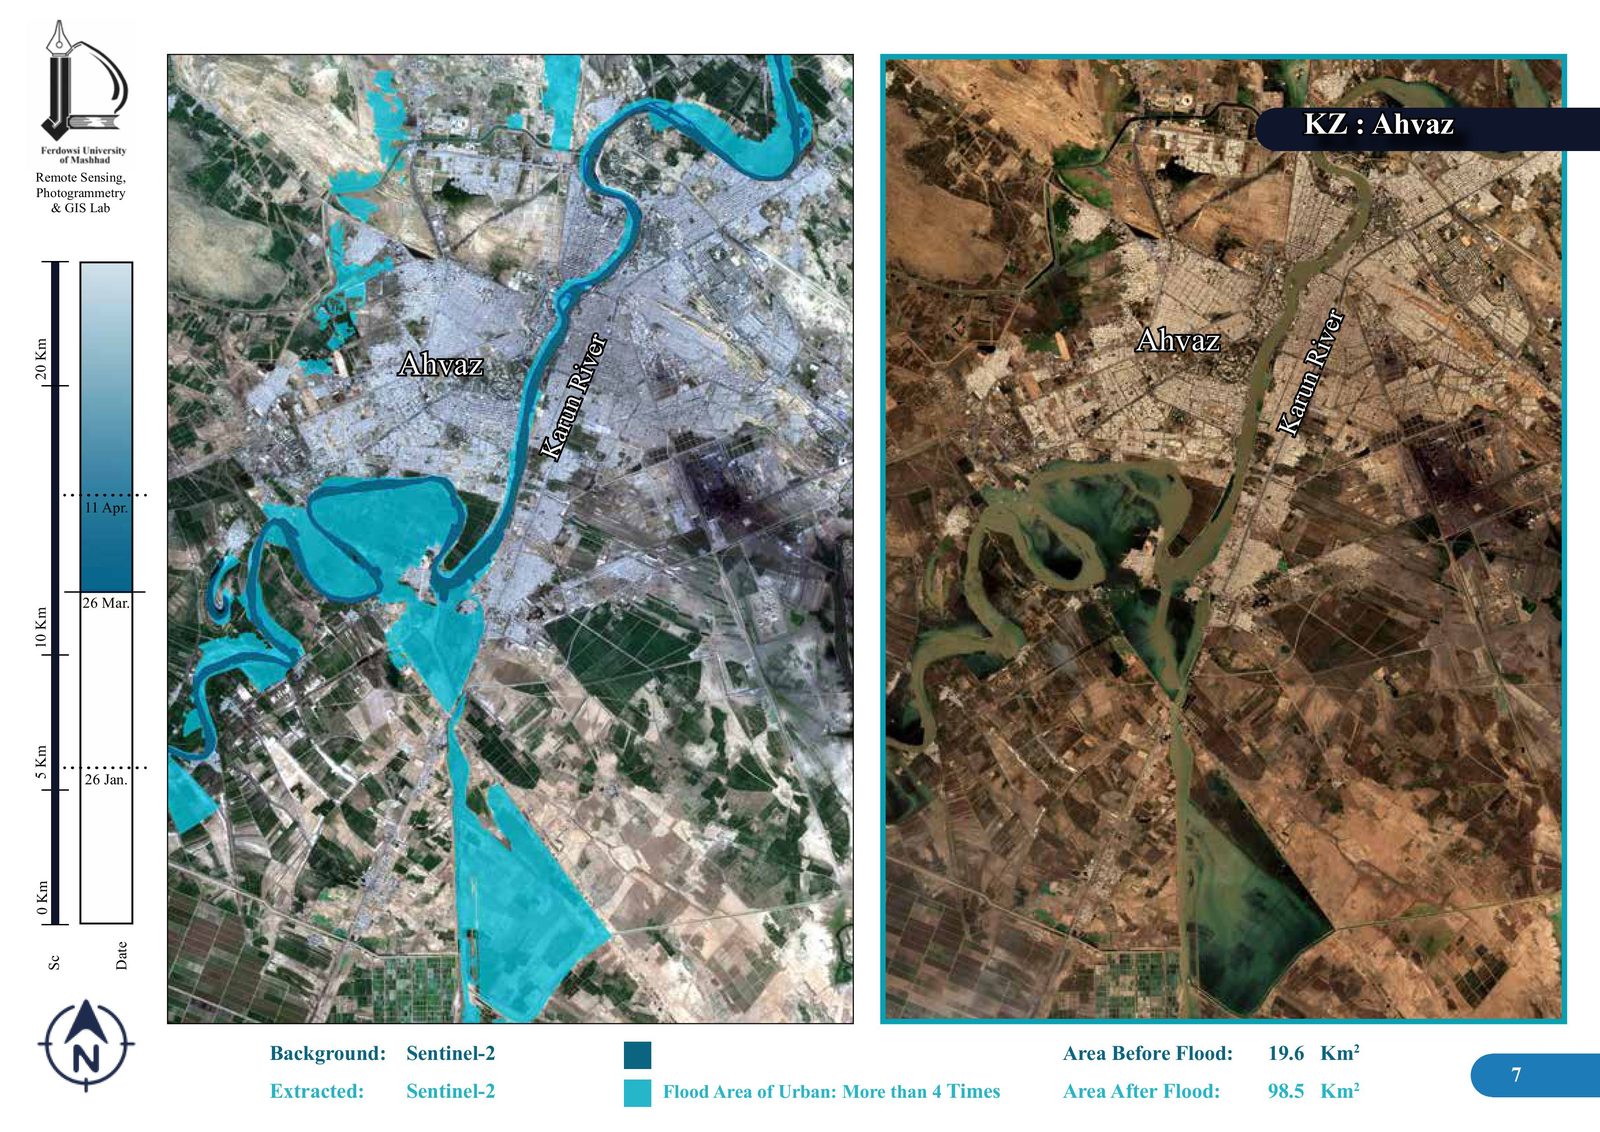 Ferdowsi University
of Mashhad
Remote Sensing,
Photogrammetry
& GIS Lab
20 Km
10 Km
5 Km
0 Km
Sc
11 Apr.
26 Mar.
26 Jan.
Date
N
Ahvaz
Karun River
KZ : Ahvaz
Ahvaz
Karun River
Background: Sentinel-2
Extracted: Sentinel-2
Flood Area of Urban: More than 4 Times
Area Before Flood: 19.6 Km²
Area After Flood: 98.5 Km²
7